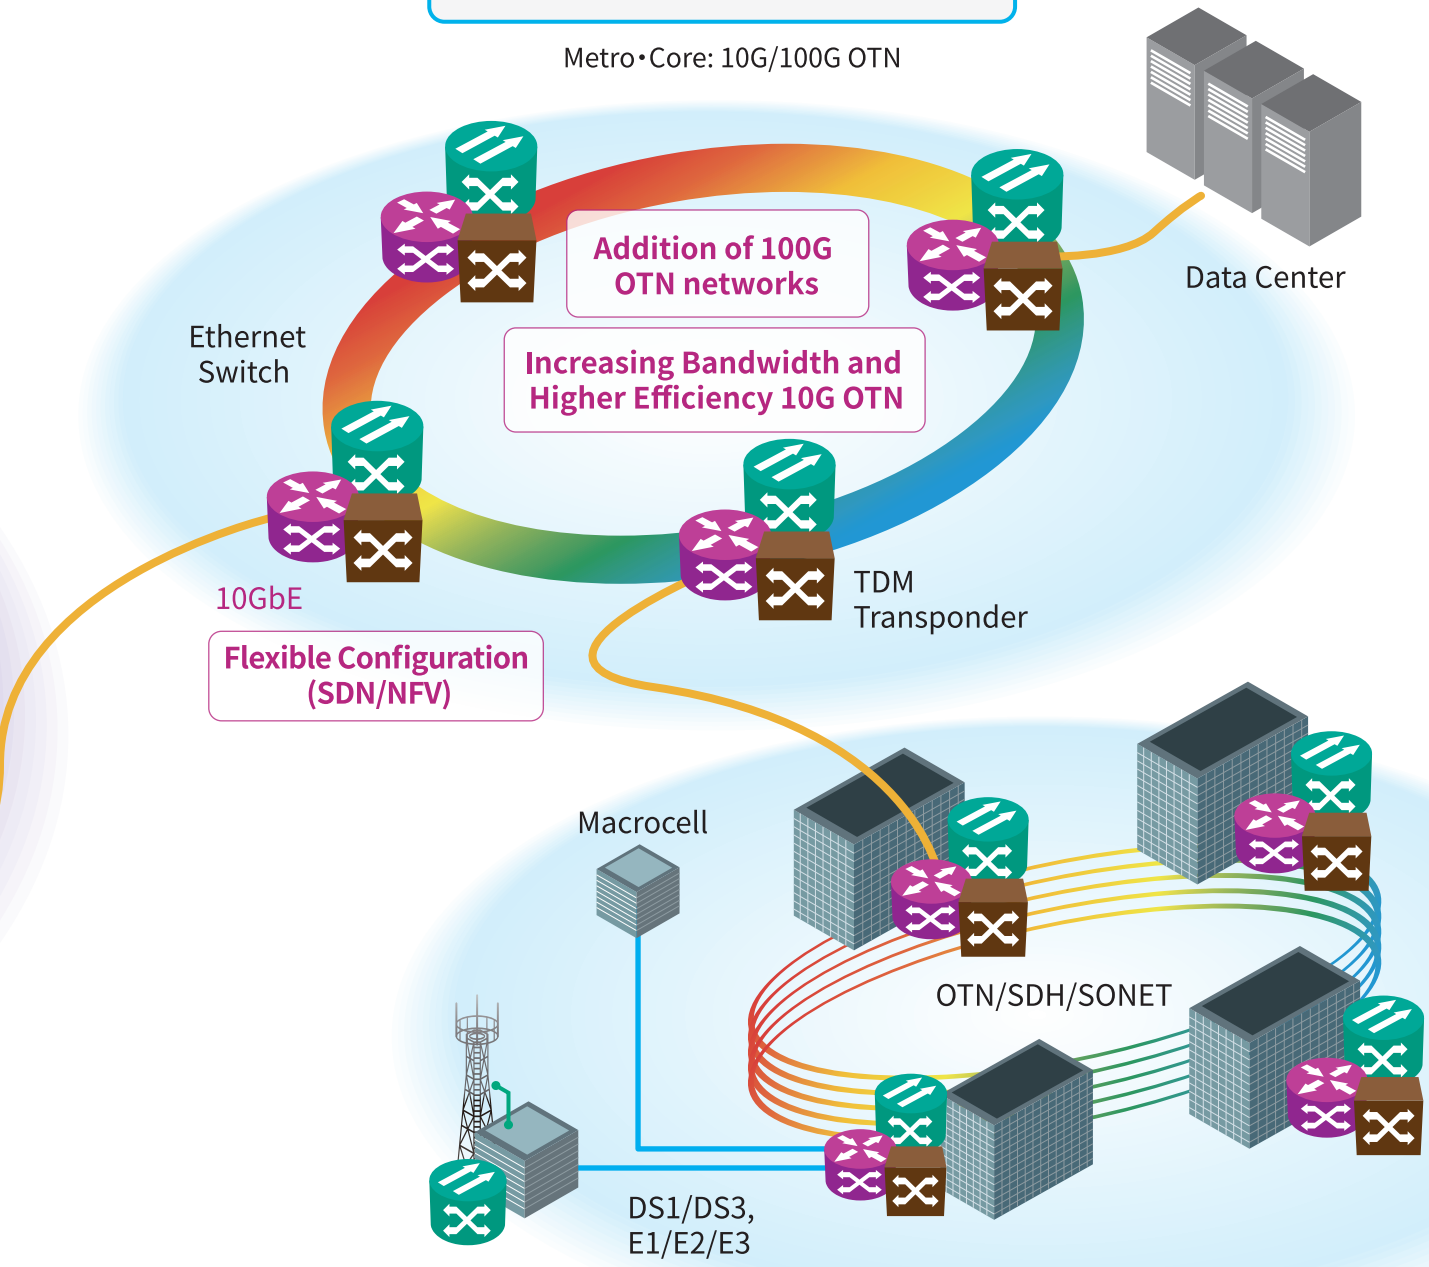 Metro•Core: 10G/100G OTN
Data Center
Addition of 100G
OTN networks
Ethernet
Switch
Increasing Bandwidth and
Higher Efficiency 10G OTN
10GbE
TDM
Transponder
Flexible Configuration
(SDN/NFV)
Macrocell
OTN/SDH/SONET
DS1/DS3,
E1/E2/E3